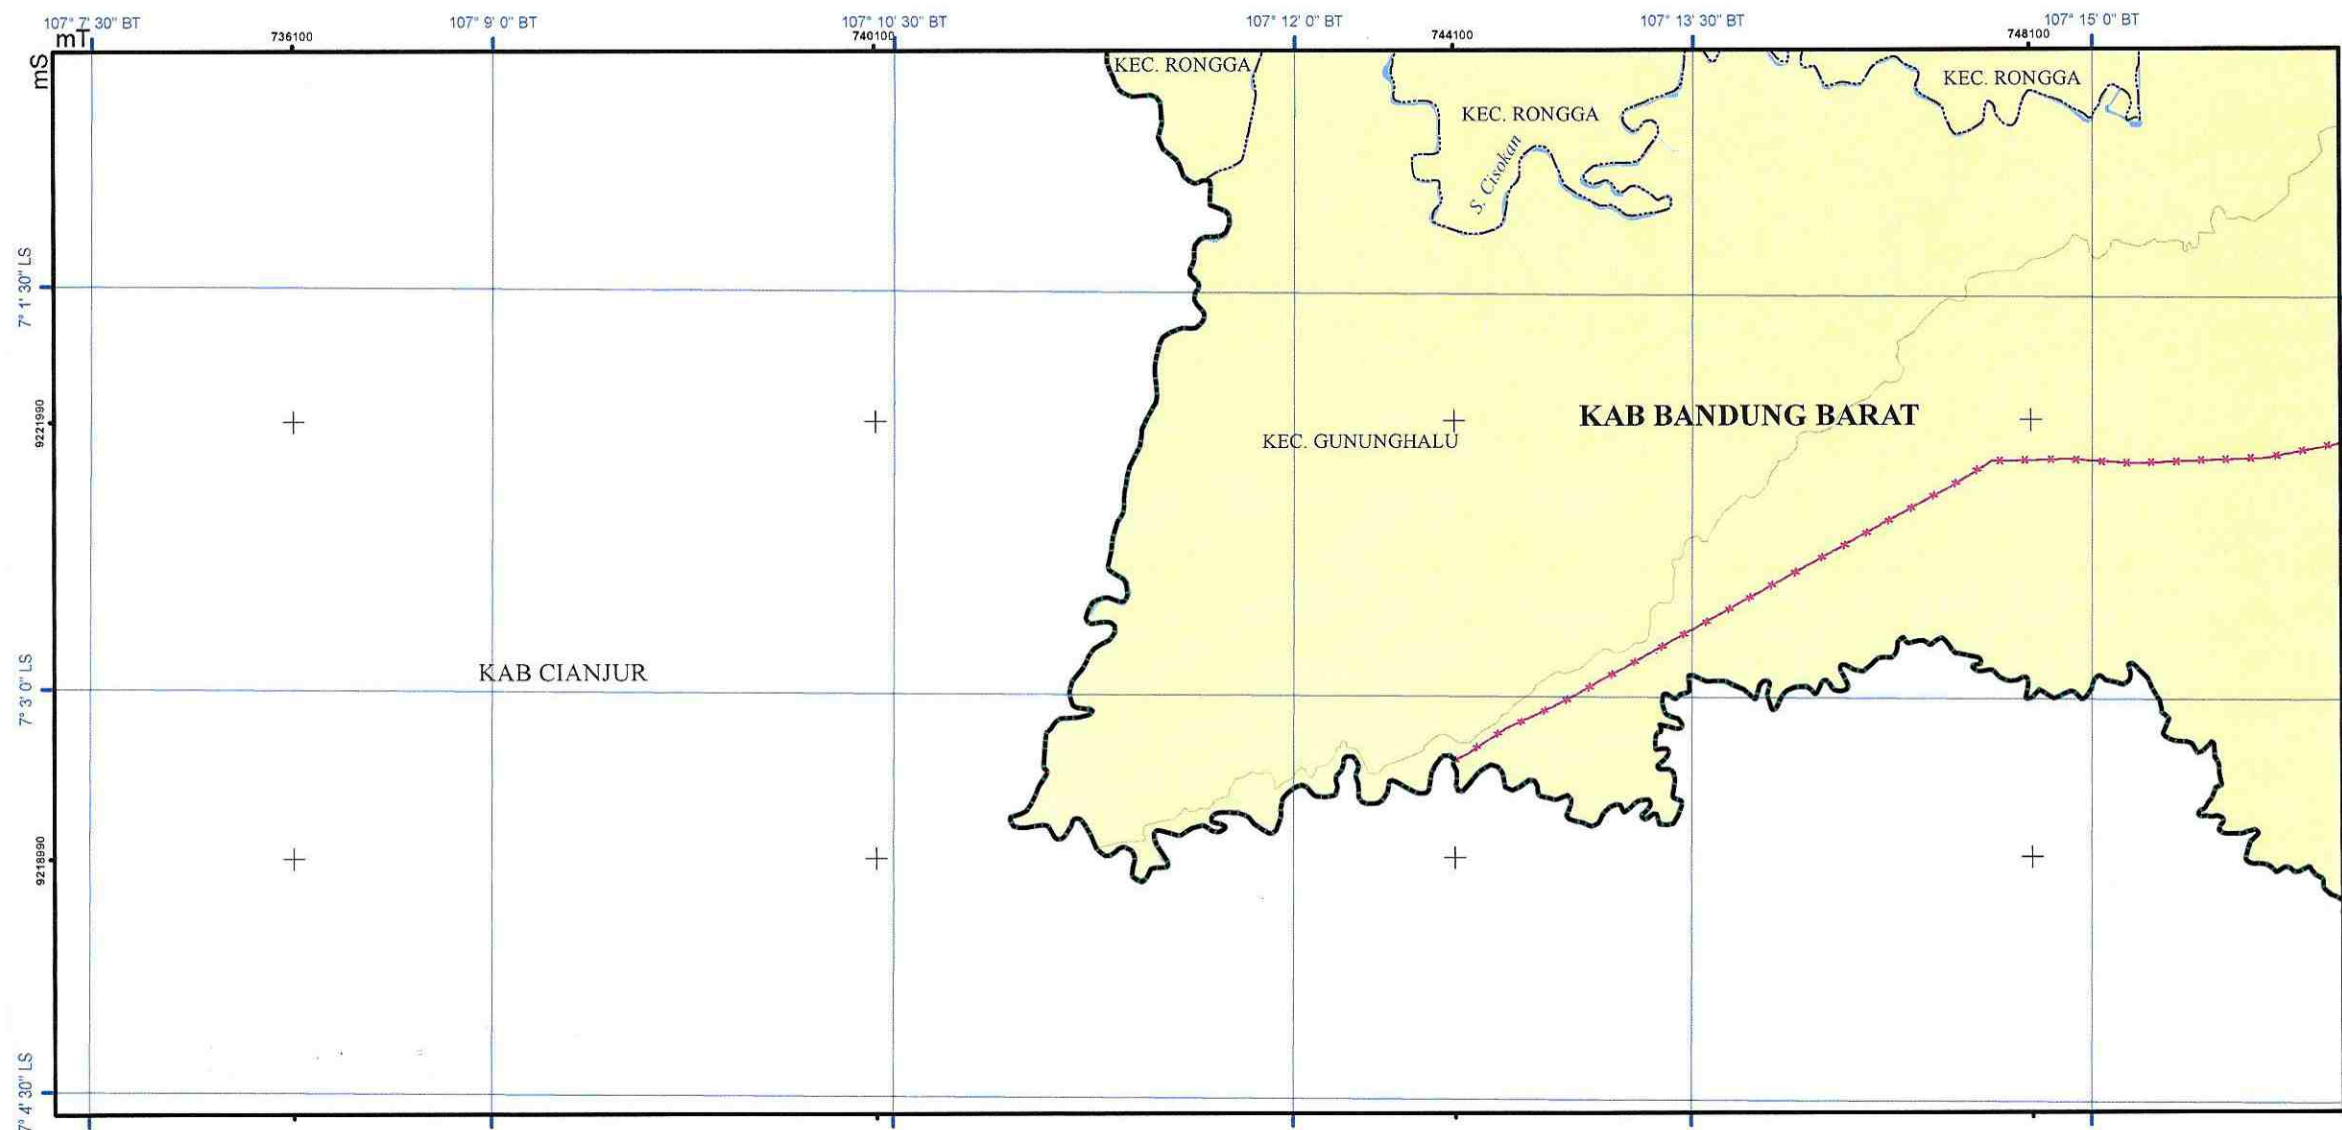 107° 7' 30" BT
107° 9' 0" BT
107° 10' 30" BT
107° 12' 0" BT
107° 13' 30" BT
107° 15' 0" BT
mT
736100
740100
744100
748100
mS
KEC. RONGGA
KEC. RONGGA
KEC. RONGGA
S. Cisokan
7° 1' 30" LS
9221990
KAB BANDUNG BARAT
KEC. GUNUNGHALU
7° 3' 0" LS
KAB CIANJUR
9218990
7° 4' 30" LS